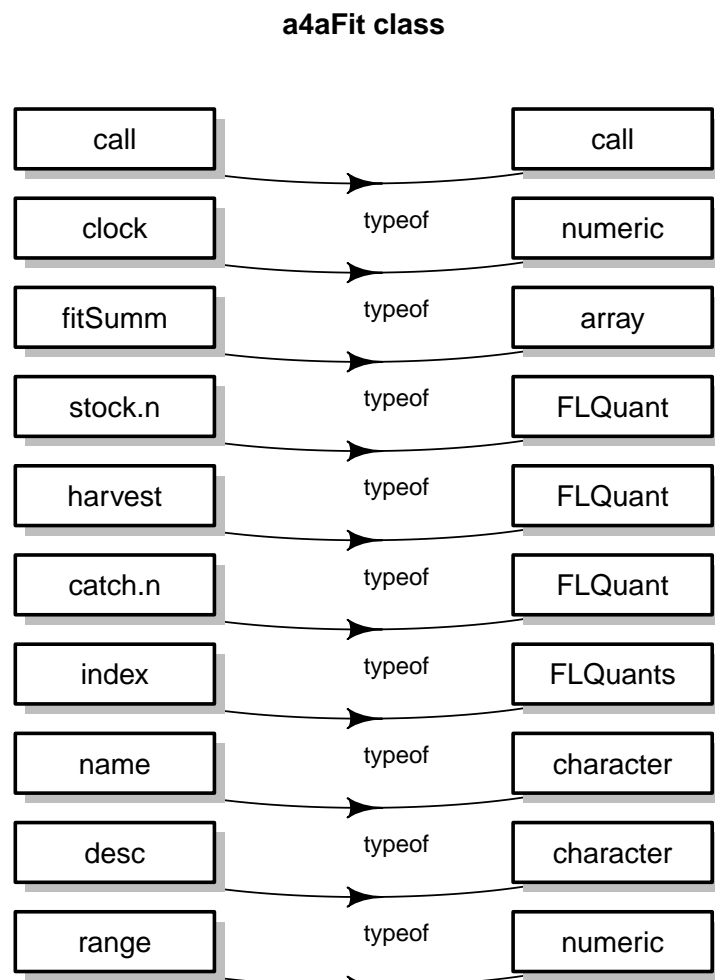 a4aFit class
call call
clock typeof numeric
fitSumm typeof array
stock.n typeof FLQuant
harvest typeof FLQuant
catch.n typeof FLQuant
index typeof FLQuants
name typeof character
desc typeof character
range typeof numeric